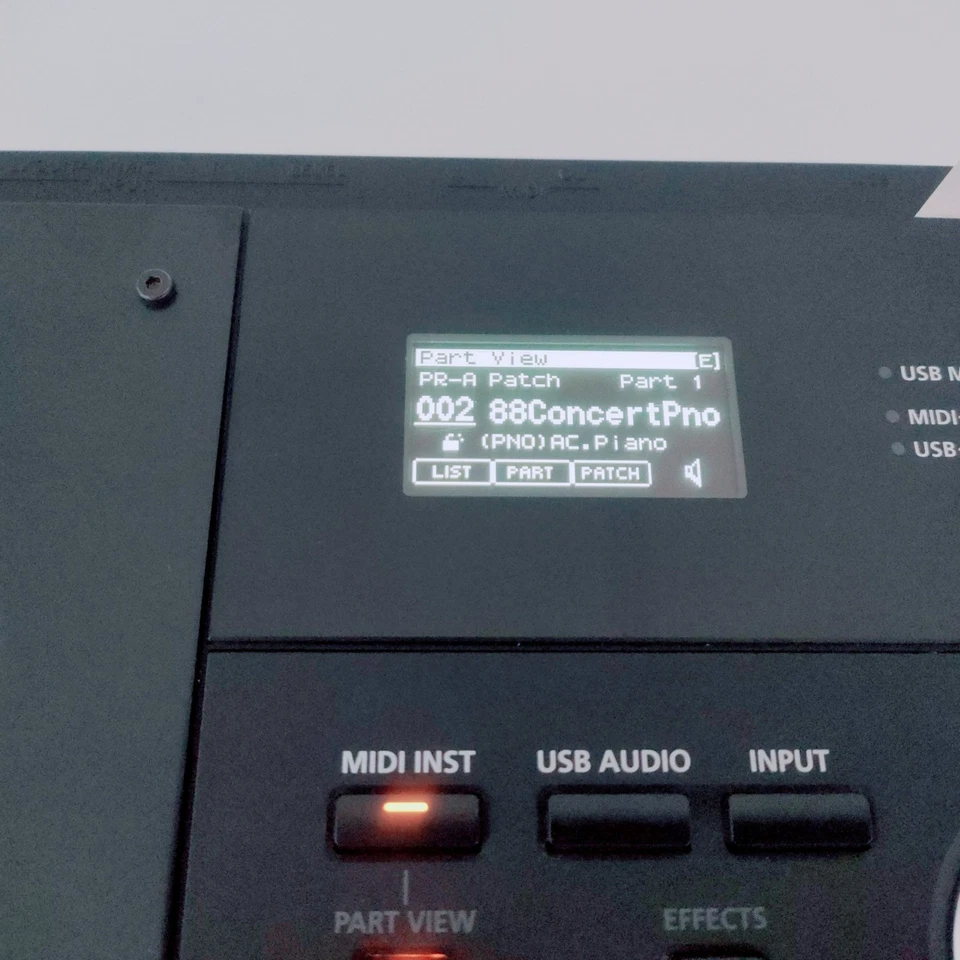 Part View [E]
PR-A Patch Part 1
002 88ConcertPno
(PNO)AC.Piano
LIST PART PATCH
USB M
MIDI
USB
MIDI INST USB AUDIO INPUT
PART VIEW EFFECTS